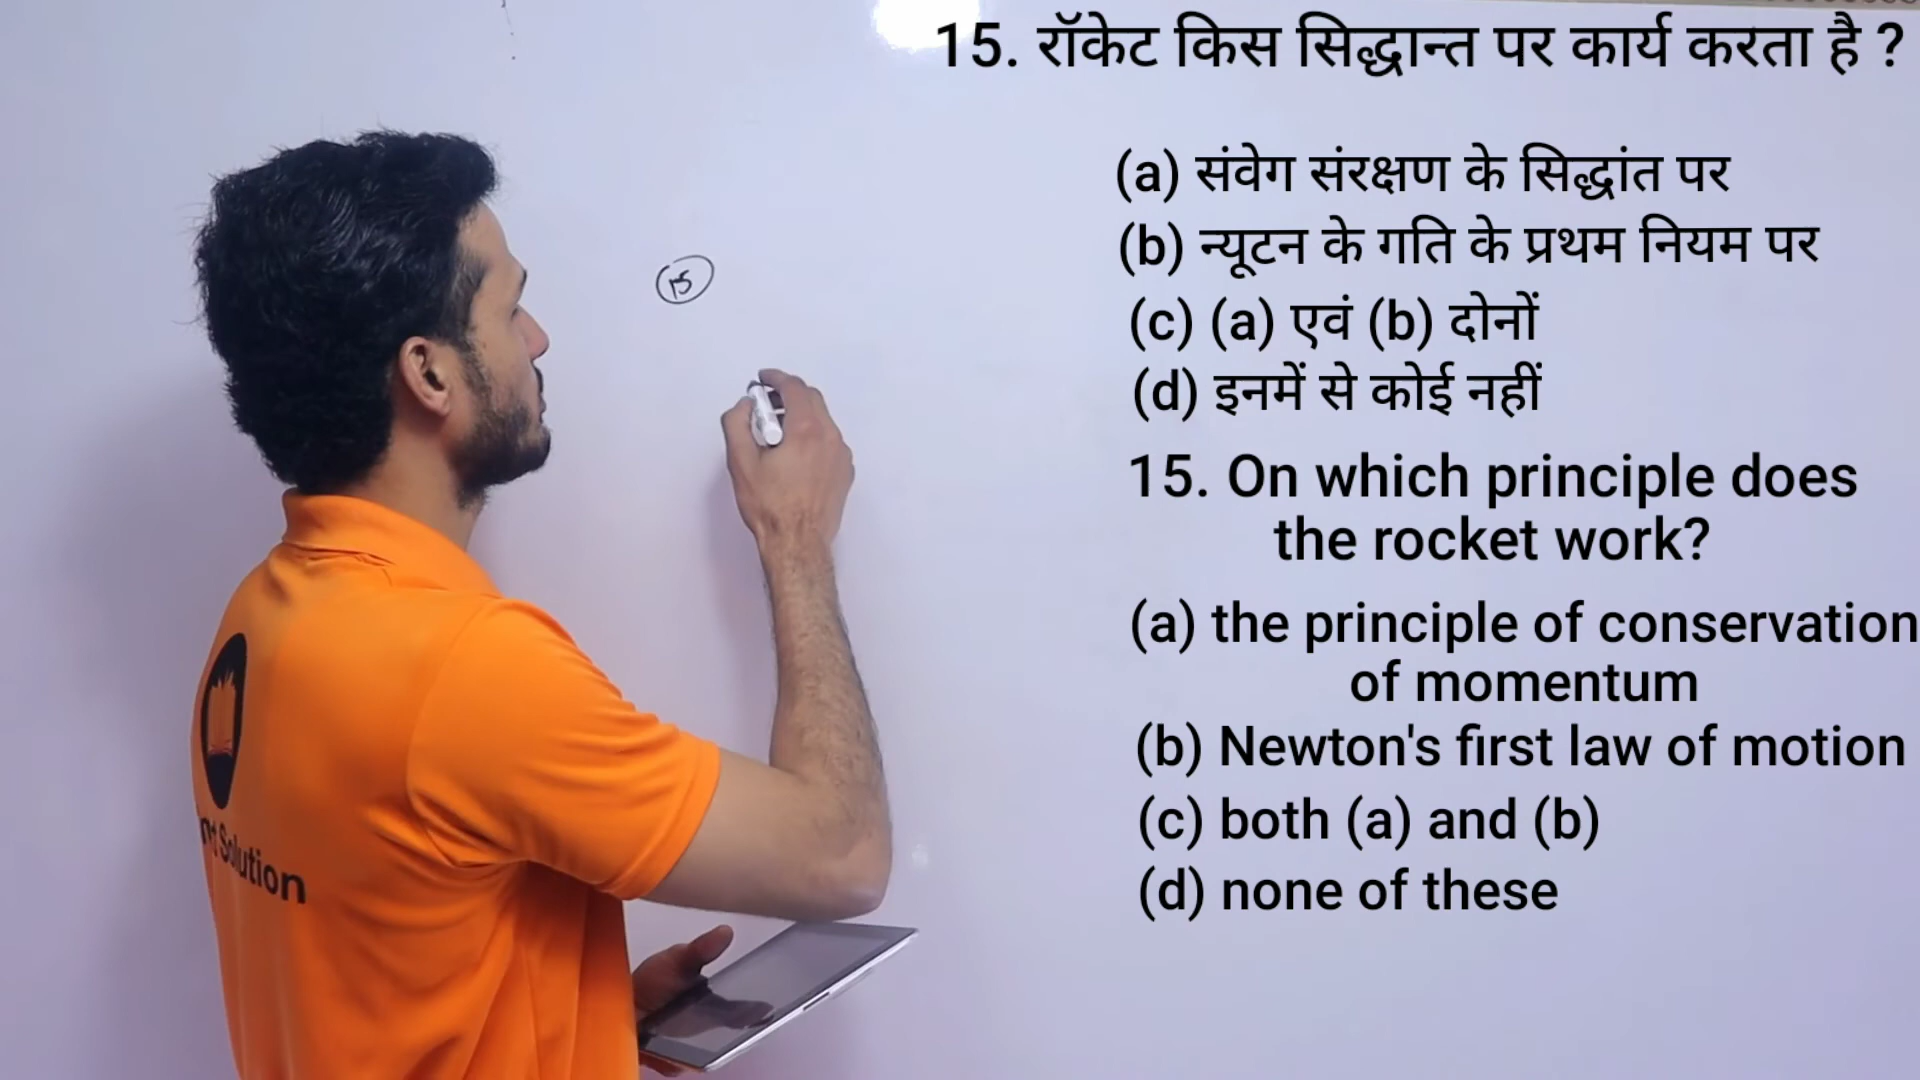 15. रॉकेट किस सिद्धान्त पर कार्य करता है ?
(a) संवेग संरक्षण के सिद्धांत पर
(b) न्यूटन के गति के प्रथम नियम पर
(c) (a) एवं (b) दोनों
(d) इनमें से कोई नहीं
15. On which principle does
the rocket work?
(a) the principle of conservation
of momentum
(b) Newton's first law of motion
(c) both (a) and (b)
(d) none of these
15
Solution